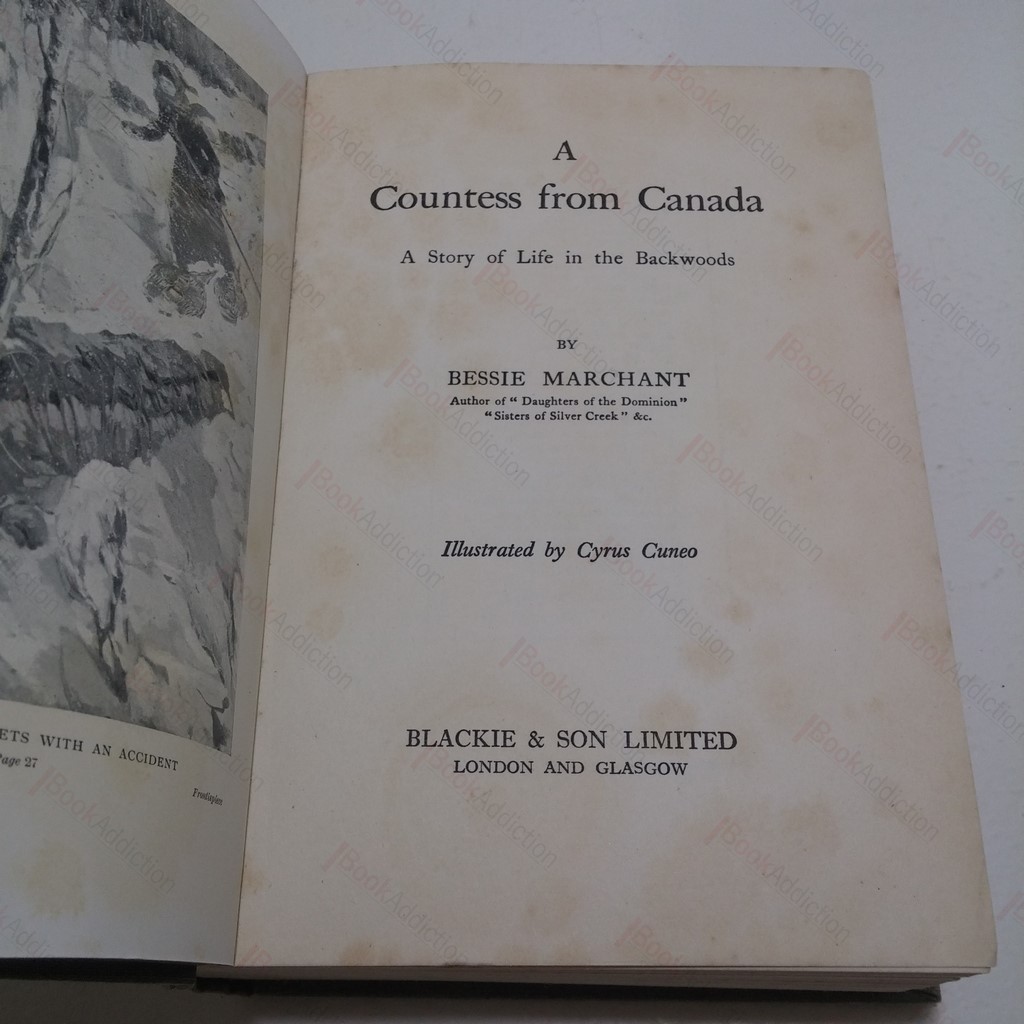 ETS WITH AN ACCIDENT
Page 27
Frontispiece
A
Countess from Canada
A Story of Life in the Backwoods
BY
BESSIE MARCHANT
Author of "Daughters of the Dominion"
"Sisters of Silver Creek" &c.
Illustrated by Cyrus Cuneo
BLACKIE & SON LIMITED
LONDON AND GLASGOW
BookAddiction